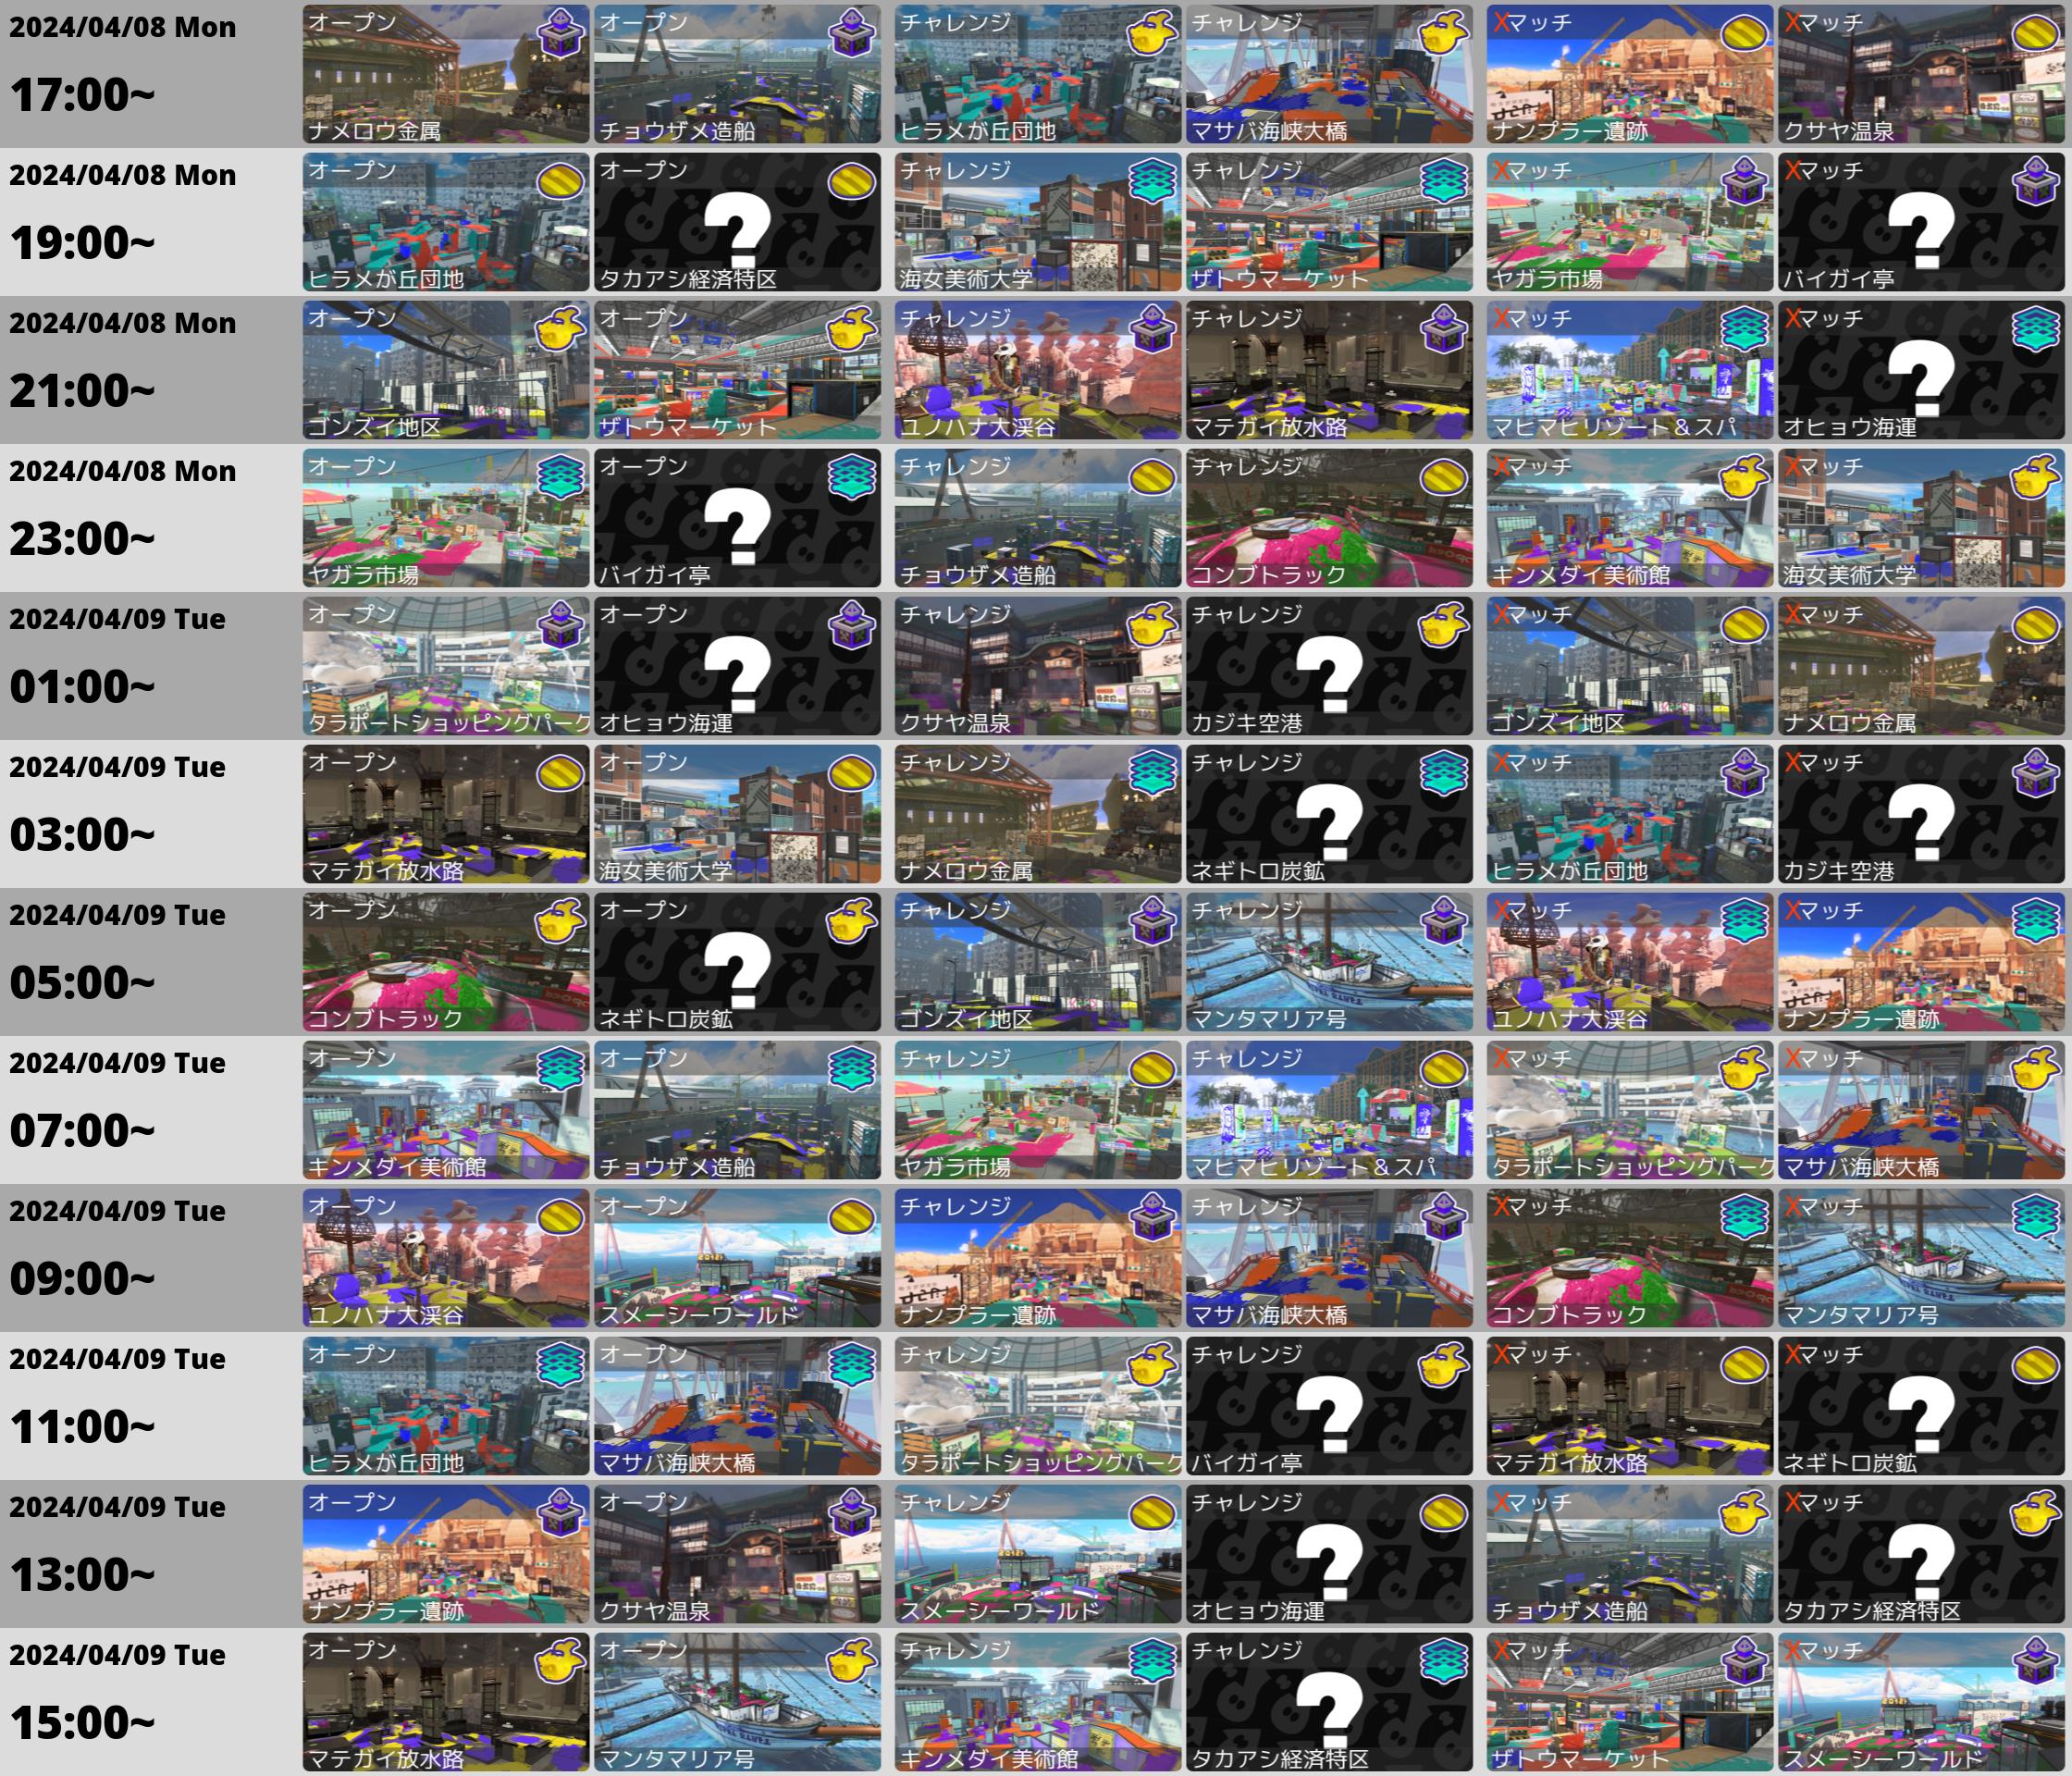 2024/04/08 Mon
17:00~
オープン オープン チャレンジ チャレンジ Xマッチ Xマッチ
ナメロウ金属 チョウザメ造船 ヒラメが丘団地 マサバ海峡大橋 ナンプラー遺跡 クサヤ温泉
2024/04/08 Mon
19:00~
オープン オープン チャレンジ チャレンジ Xマッチ Xマッチ
?
?
ヒラメが丘団地 タカアシ経済特区 海女美術大学 ザトウマーケット ヤガラ市場 バイガイ亭
2024/04/08 Mon
21:00~
オープン オープン チャレンジ チャレンジ Xマッチ Xマッチ
?
ゴンズイ地区 ザトウマーケット ユノハナ大渓谷 マテガイ放水路 マヒマヒリゾート＆スパ オヒョウ海運
2024/04/08 Mon
23:00~
オープン オープン チャレンジ チャレンジ Xマッチ Xマッチ
?
ヤガラ市場 バイガイ亭 チョウザメ造船 コンブトラック キンメダイ美術館 海女美術大学
2024/04/09 Tue
01:00~
オープン オープン チャレンジ チャレンジ Xマッチ Xマッチ
?
?
タラポートショッピングパーク オヒョウ海運 クサヤ温泉 カジキ空港 ゴンズイ地区 ナメロウ金属
2024/04/09 Tue
03:00~
オープン オープン チャレンジ チャレンジ Xマッチ Xマッチ
?
?
マテガイ放水路 海女美術大学 ナメロウ金属 ネギトロ炭鉱 ヒラメが丘団地 カジキ空港
2024/04/09 Tue
05:00~
オープン オープン チャレンジ チャレンジ Xマッチ Xマッチ
?
コンブトラック ネギトロ炭鉱 ゴンズイ地区 マンタマリア号 ユノハナ大渓谷 ナンプラー遺跡
2024/04/09 Tue
07:00~
オープン オープン チャレンジ チャレンジ Xマッチ Xマッチ
キンメダイ美術館 チョウザメ造船 ヤガラ市場 マヒマヒリゾート＆スパ タラポートショッピングパーク マサバ海峡大橋
2024/04/09 Tue
09:00~
オープン オープン チャレンジ チャレンジ Xマッチ Xマッチ
ユノハナ大渓谷 スメーシーワールド ナンプラー遺跡 マサバ海峡大橋 コンブトラック マンタマリア号
2024/04/09 Tue
11:00~
オープン オープン チャレンジ チャレンジ Xマッチ Xマッチ
?
?
ヒラメが丘団地 マサバ海峡大橋 タラポートショッピングパーク バイガイ亭 マテガイ放水路 ネギトロ炭鉱
2024/04/09 Tue
13:00~
オープン オープン チャレンジ チャレンジ Xマッチ Xマッチ
?
?
ナンプラー遺跡 クサヤ温泉 スメーシーワールド オヒョウ海運 チョウザメ造船 タカアシ経済特区
2024/04/09 Tue
15:00~
オープン オープン チャレンジ チャレンジ Xマッチ Xマッチ
?
マテガイ放水路 マンタマリア号 キンメダイ美術館 タカアシ経済特区 ザトウマーケット スメーシーワールド